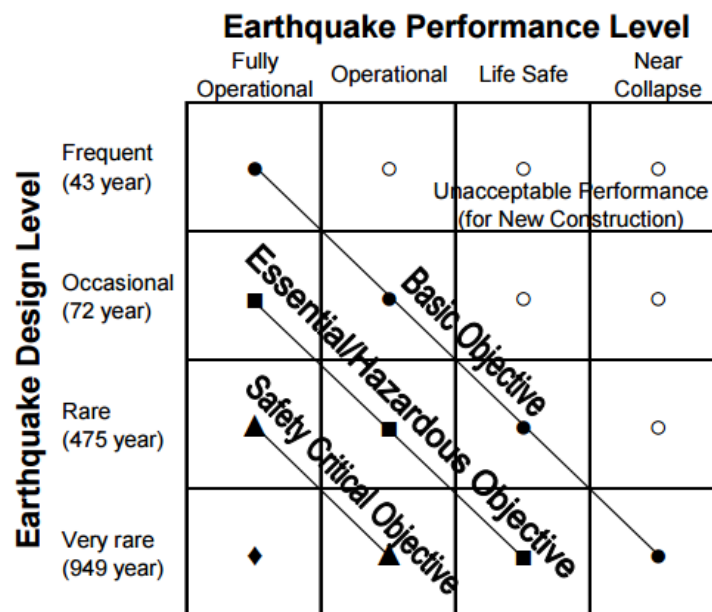 Earthquake Performance Level
Fully
Operational
Operational
Life Safe
Near
Collapse
Earthquake Design Level
Frequent
(43 year)
Unacceptable Performance
(for New Construction)
Occasional
(72 year)
Rare
(475 year)
Very rare
(949 year)
Basic Objective
Essential/Hazardous Objective
Safety Critical Objective